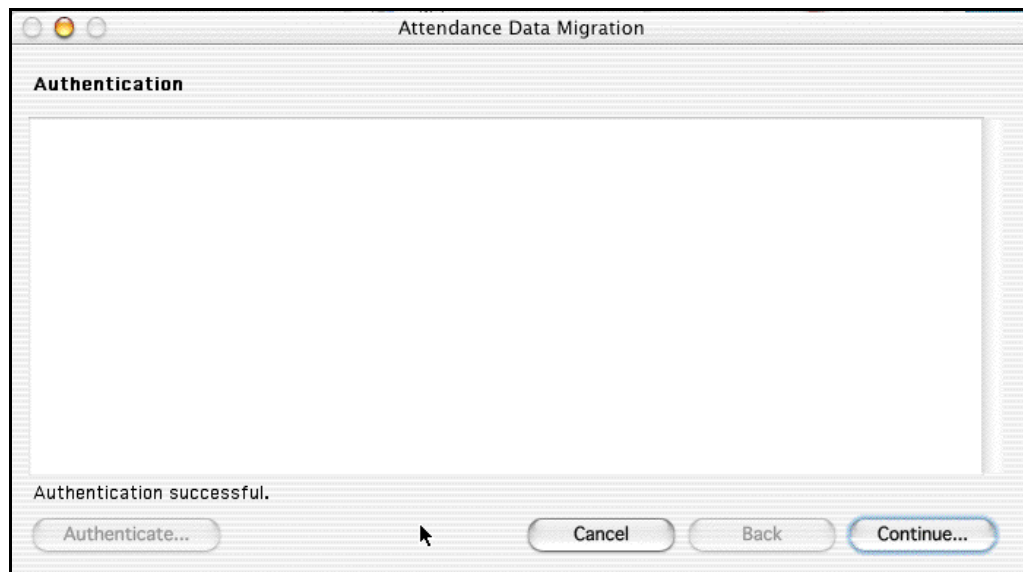 Attendance Data Migration
Authentication
Authentication successful.
Authenticate... Cancel Back Continue...